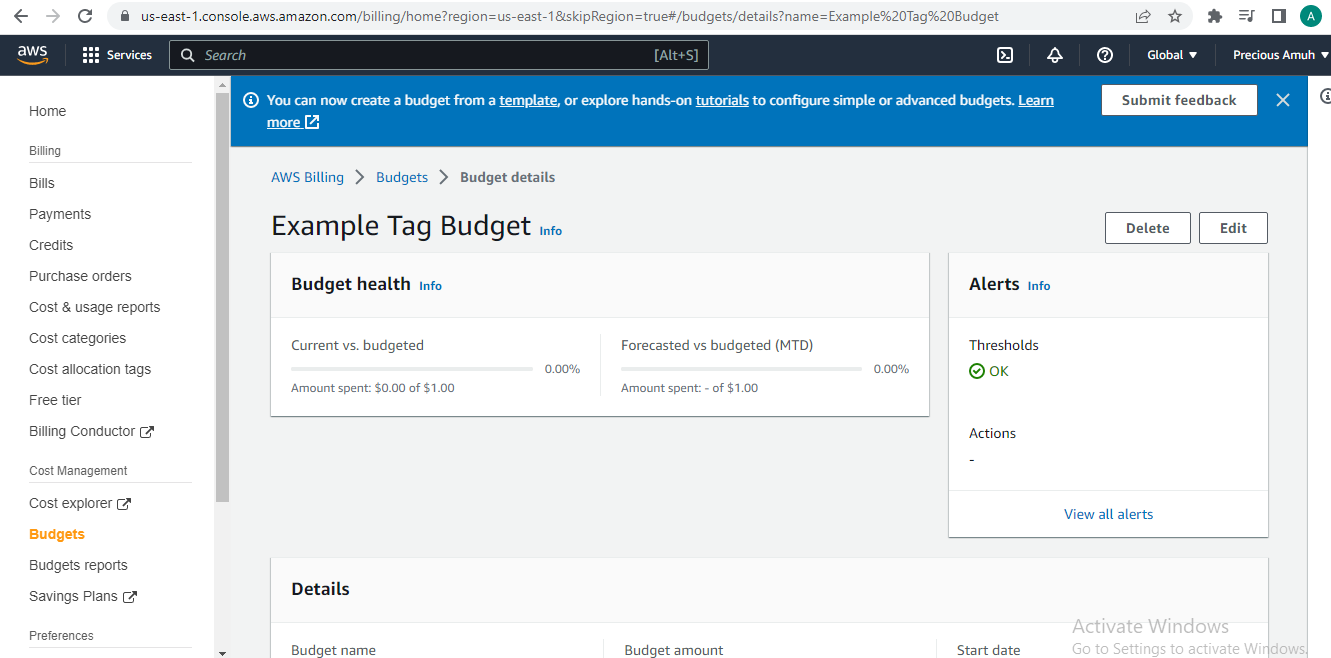 us-east-1.console.aws.amazon.com/billing/home?region=us-east-1&skipRegion=true#/budgets/details?name=Example%20Tag%20Budget
A
aws
Services
Search
[Alt+S]
Global
Precious Amuh
Home
Billing
Bills
Payments
Credits
Purchase orders
Cost & usage reports
Cost categories
Cost allocation tags
Free tier
Billing Conductor
Cost Management
Cost explorer
Budgets
Budgets reports
Savings Plans
Preferences
You can now create a budget from a template, or explore hands-on tutorials to configure simple or advanced budgets. Learn
more
Submit feedback
AWS Billing
Budgets
Budget details
Example Tag Budget Info
Delete
Edit
Budget health Info
Current vs. budgeted
0.00%
Amount spent: $0.00 of $1.00
Forecasted vs budgeted (MTD)
0.00%
Amount spent: - of $1.00
Alerts Info
Thresholds
OK
Actions
-
View all alerts
Details
Budget name
Budget amount
Start date
Activate Windows
Go to Settings to activate Windows.